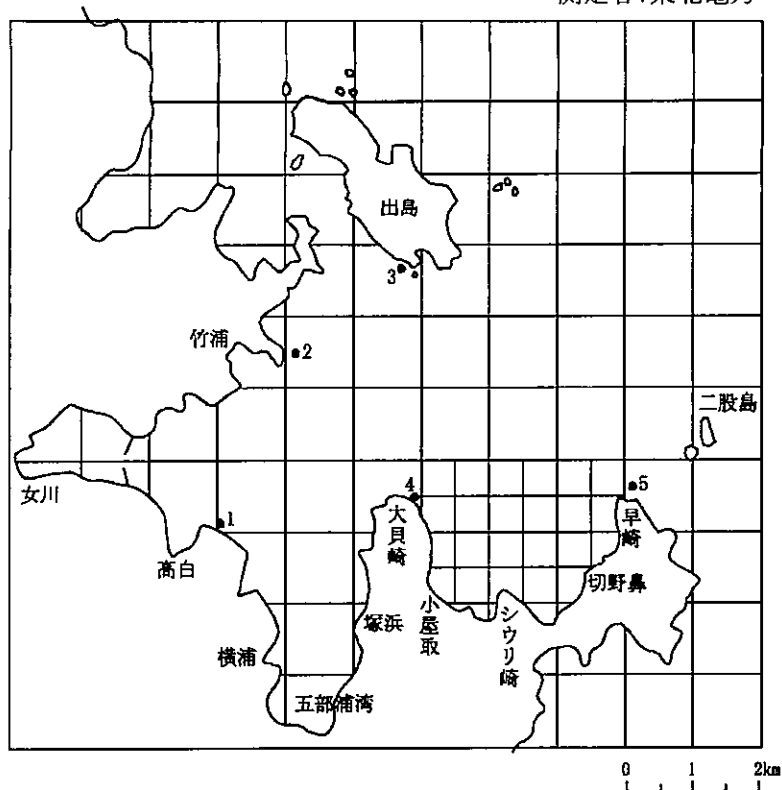 測定者:東北電力
出島
3
竹浦
2
二股島
女川
1
高白
4
大貝崎
5
早崎
切野鼻
小屋取
シウリ崎
塚浜
横浦
五部浦湾
0 1 2km